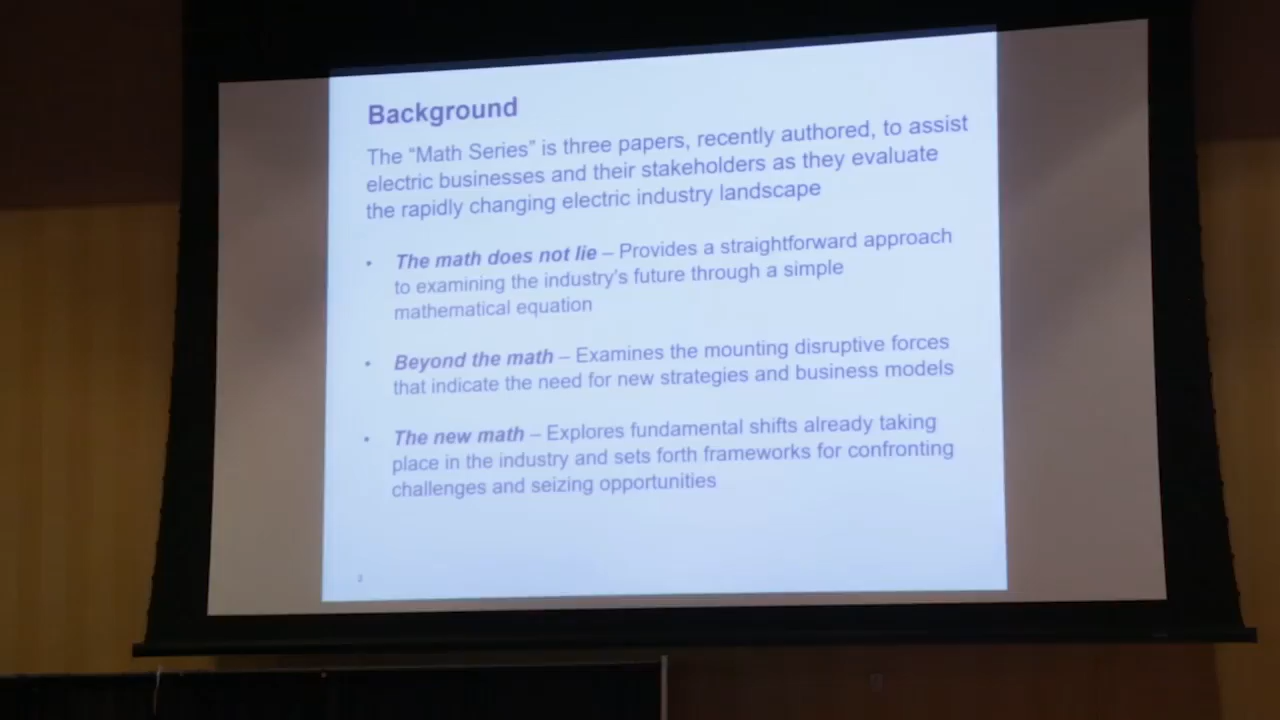 Background
The “Math Series” is three papers, recently authored, to assist
electric businesses and their stakeholders as they evaluate
the rapidly changing electric industry landscape
• The math does not lie – Provides a straightforward approach
to examining the industry's future through a simple
mathematical equation
• Beyond the math – Examines the mounting disruptive forces
that indicate the need for new strategies and business models
• The new math – Explores fundamental shifts already taking
place in the industry and sets forth frameworks for confronting
challenges and seizing opportunities
2